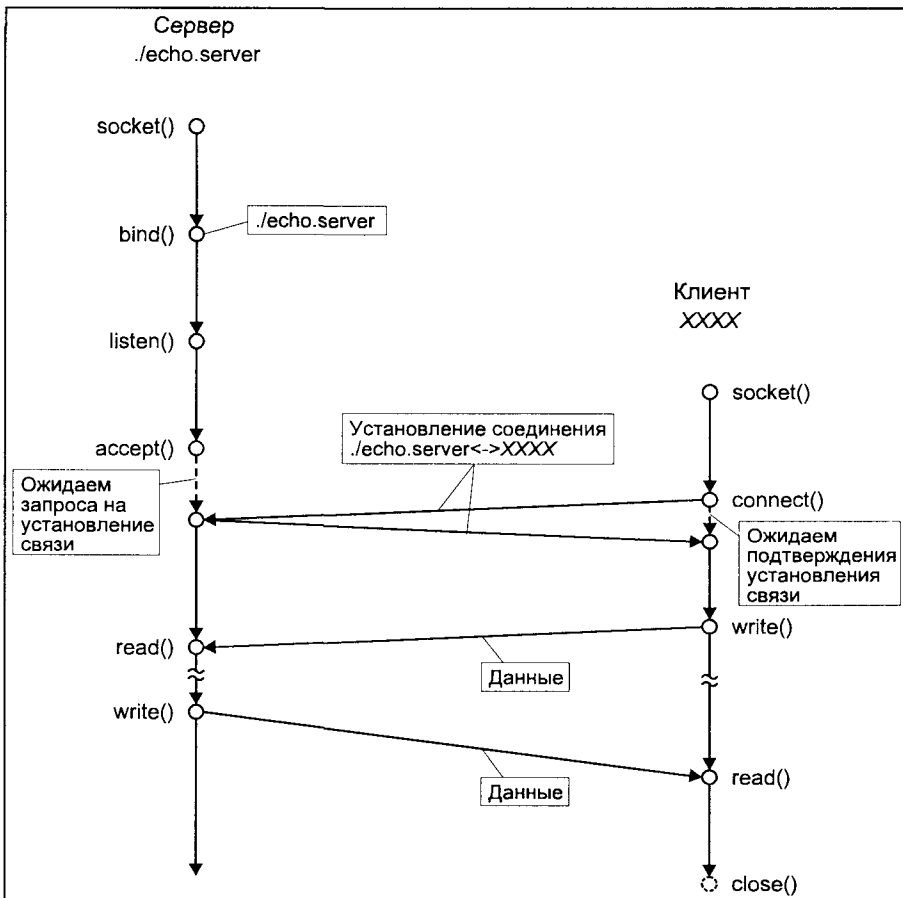 Сервер
./echo.server
socket()
./echo.server
bind()
Клиент
XXXX
listen()
socket()
Установление соединения
./echo.server<->XXXX
accept()
Ожидаем
запроса на
установление
связи
connect()
Ожидаем
подтверждения
установления
связи
write()
read()
Данные
write()
Данные
read()
close()